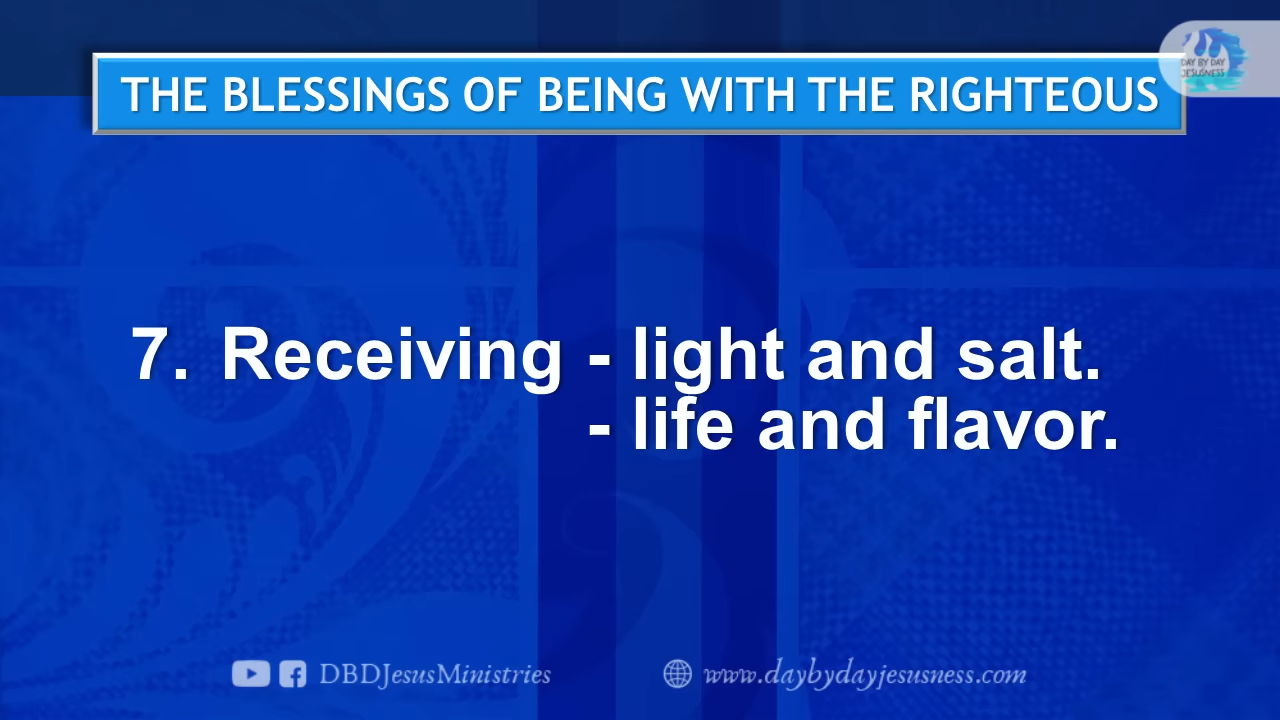 THE BLESSINGS OF BEING WITH THE RIGHTEOUS
DAY BY DAY
JESUSNESS
7. Receiving - light and salt.
- life and flavor.
DBDJesusMinistries
www.daybydayjesusness.com